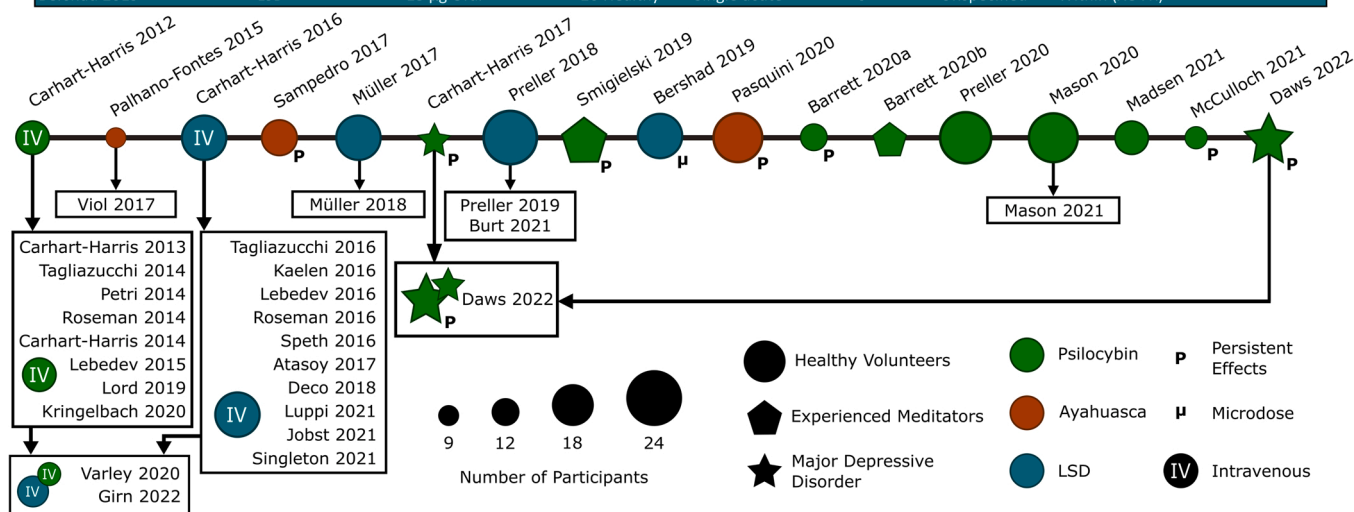 Carhart-Harris 2012
Palhano-Fontes 2015
Carhart-Harris 2016
Sampedro 2017
Müller 2017
Carhart-Harris 2017
Preller 2018
Smigielski 2019
Bershad 2019
Pasquini 2020
Barrett 2020a
Barrett 2020b
Preller 2020
Mason 2020
Madsen 2021
McCulloch 2021
Daws 2022
IV
IV
P
P
P
µ
P
P
P
P
Viol 2017
Müller 2018
Preller 2019
Burt 2021
Mason 2021
Carhart-Harris 2013
Tagliazucchi 2014
Petri 2014
Roseman 2014
Carhart-Harris 2014
Lebedev 2015
Lord 2019
Kringelbach 2020
IV
Tagliazucchi 2016
Kaelen 2016
Lebedev 2016
Roseman 2016
Speth 2016
Atasoy 2017
Deco 2018
Luppi 2021
Jobst 2021
Singleton 2021
IV
Daws 2022
P
Varley 2020
Girn 2022
IV
IV
9
12
18
24
Number of Participants
Healthy Volunteers
Experienced Meditators
Major Depressive
Disorder
Psilocybin
Ayahuasca
LSD
P
Persistent
Effects
µ
Microdose
IV
Intravenous